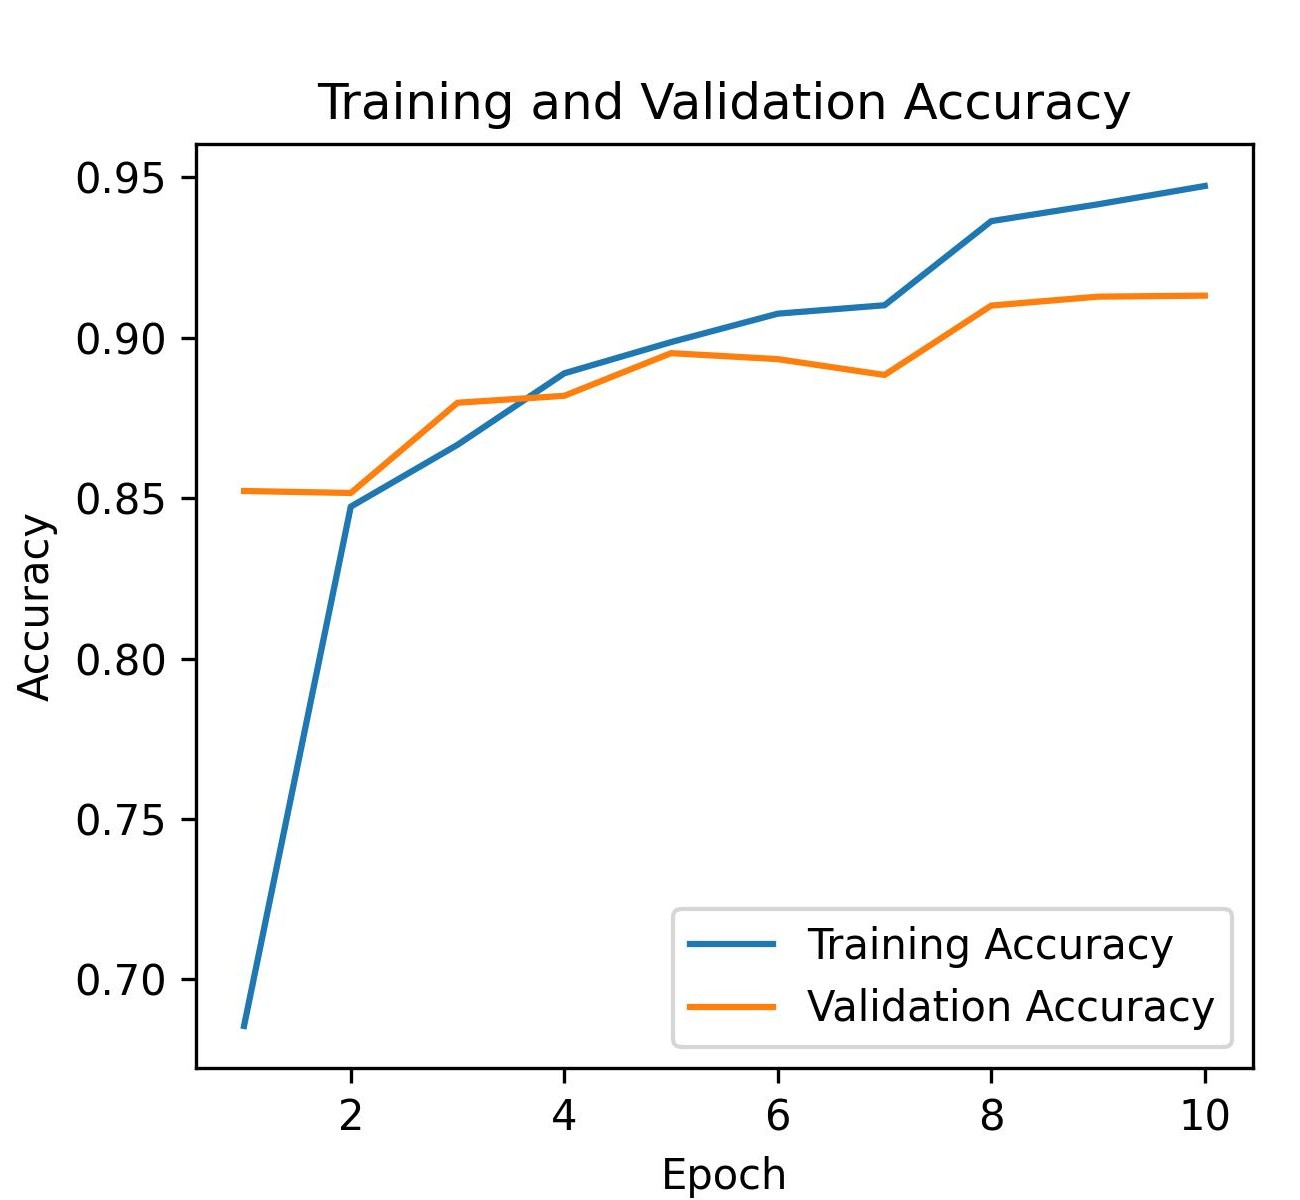 Training and Validation Accuracy
0.95
0.90
0.85
0.80
0.75
0.70
Accuracy
Training Accuracy
Validation Accuracy
2 4 6 8 10
Epoch